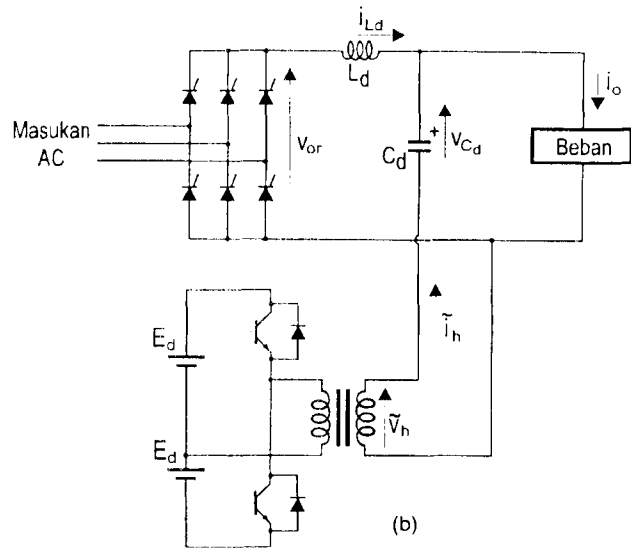 i_Ld
L_d
Masukan
AC
v_or
C_d
+
v_Cd
i_o
Beban
E_d
ĩ_h
E_d
ṽ_h
(b)